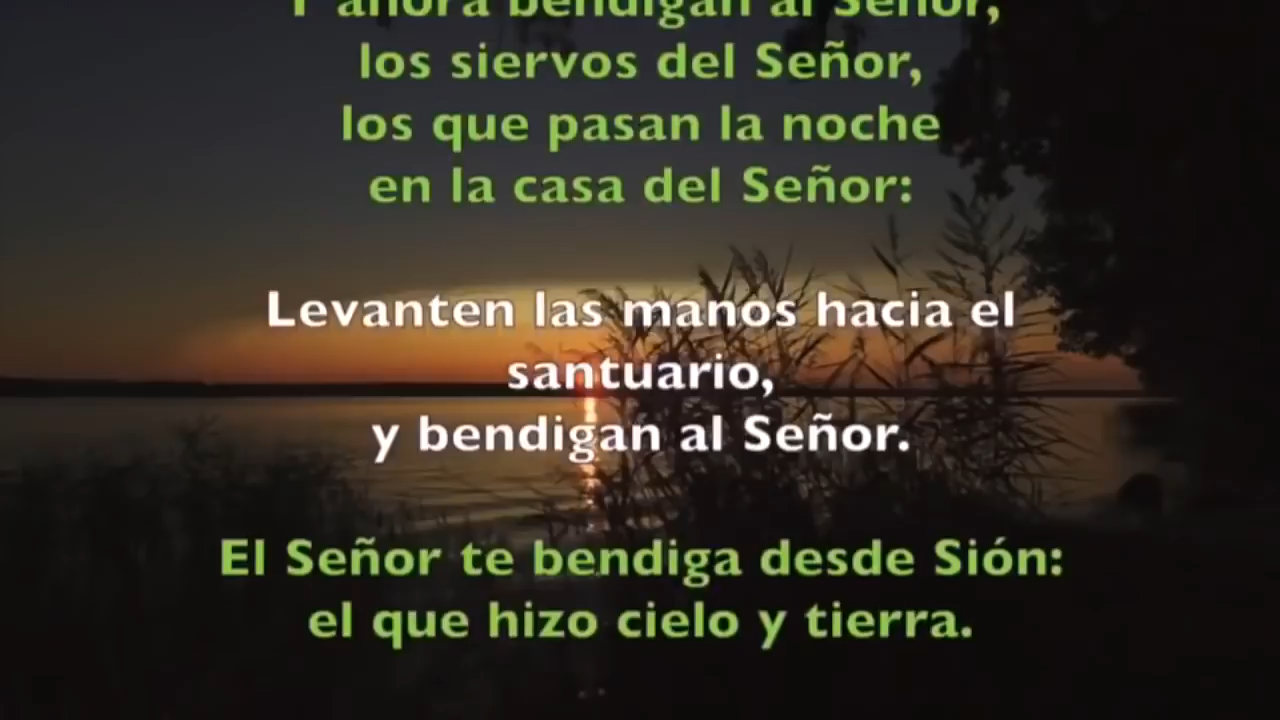 Y ahora bendigan al Señor,
los siervos del Señor,
los que pasan la noche
en la casa del Señor:
Levanten las manos hacia el
santuario,
y bendigan al Señor.
El Señor te bendiga desde Sión:
el que hizo cielo y tierra.